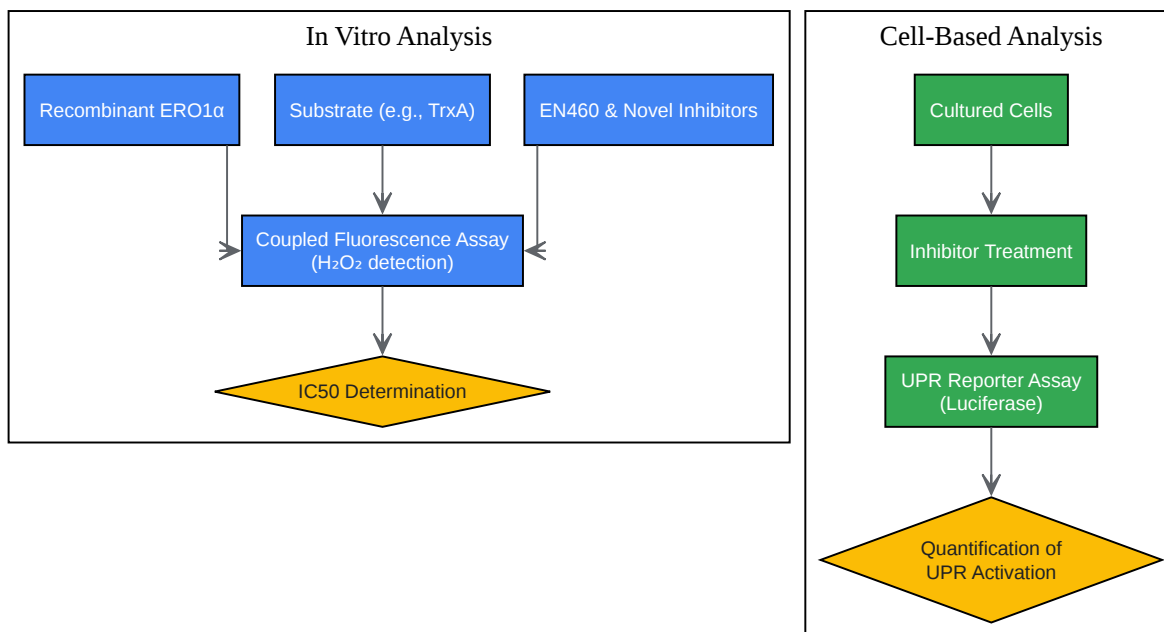 In Vitro Analysis
Recombinant ERO1α
Substrate (e.g., TrxA)
EN460 & Novel Inhibitors
Coupled Fluorescence Assay
(H₂O₂ detection)
IC50 Determination
Cell-Based Analysis
Cultured Cells
Inhibitor Treatment
UPR Reporter Assay
(Luciferase)
Quantification of
UPR Activation